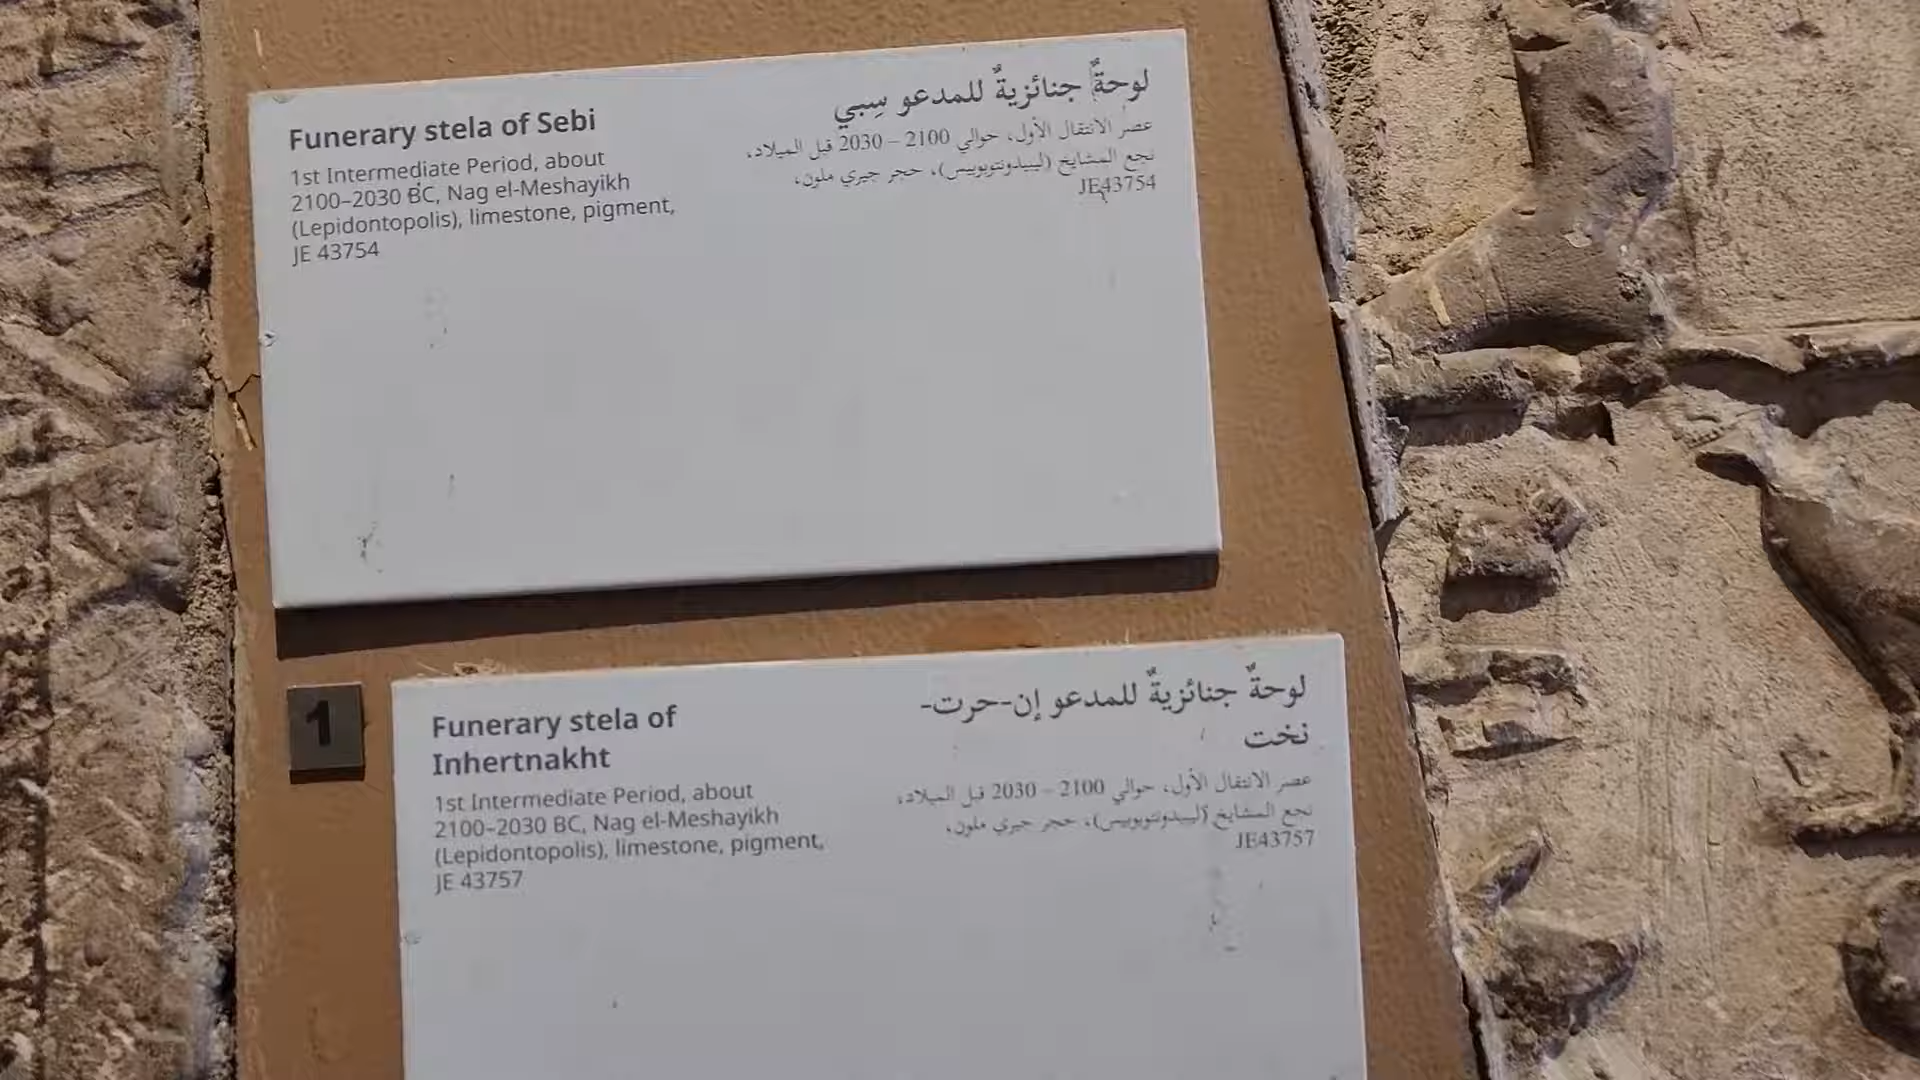 Funerary stela of Sebi
1st Intermediate Period, about
2100–2030 BC, Nag el-Meshayikh
(Lepidontopolis), limestone, pigment,
JE 43754
لوحةٌ جنائزيةٌ للمدعو سِبي
عصر الانتقال الأول، حوالي 2100 – 2030 قبل الميلاد،
نجع المشايخ (ليبيدونتوبوليس)، حجر جيري ملون،
JE43754
1
Funerary stela of
Inhertnakht
1st Intermediate Period, about
2100–2030 BC, Nag el-Meshayikh
(Lepidontopolis), limestone, pigment,
JE 43757
لوحةٌ جنائزيةٌ للمدعو إن-حرت-
نخت
عصر الانتقال الأول، حوالي 2100 – 2030 قبل الميلاد،
نجع المشايخ (ليبيدونتوبوليس)، حجر جيري ملون،
JE43757